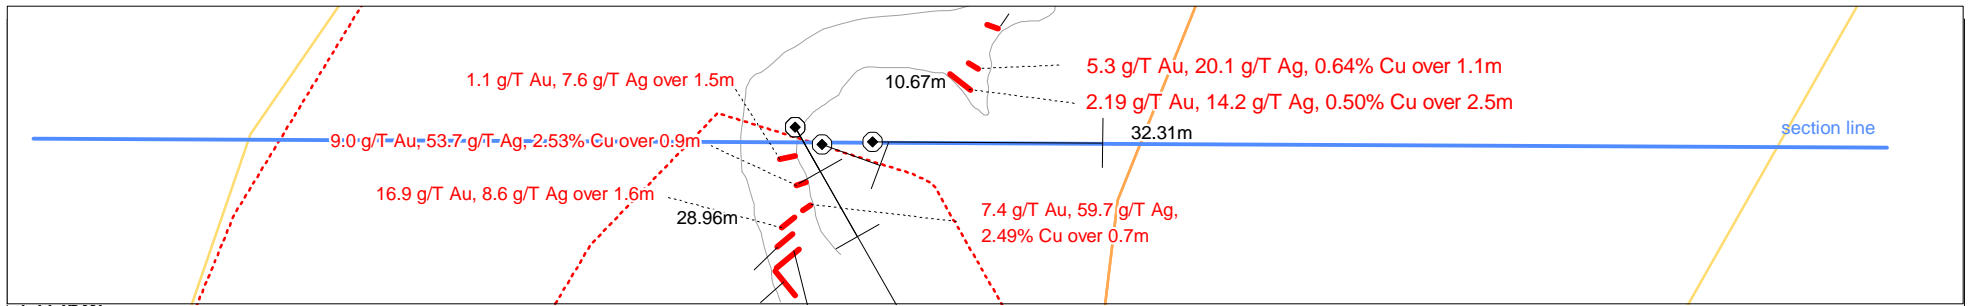 5.3 g/T Au, 20.1 g/T Ag, 0.64% Cu over 1.1m
1.1 g/T Au, 7.6 g/T Ag over 1.5m
10.67m
2.19 g/T Au, 14.2 g/T Ag, 0.50% Cu over 2.5m
section line
32.31m
9.0 g/T Au, 53.7 g/T Ag, 2.53% Cu over 0.9m
16.9 g/T Au, 8.6 g/T Ag over 1.6m
28.96m
7.4 g/T Au, 59.7 g/T Ag,
2.49% Cu over 0.7m